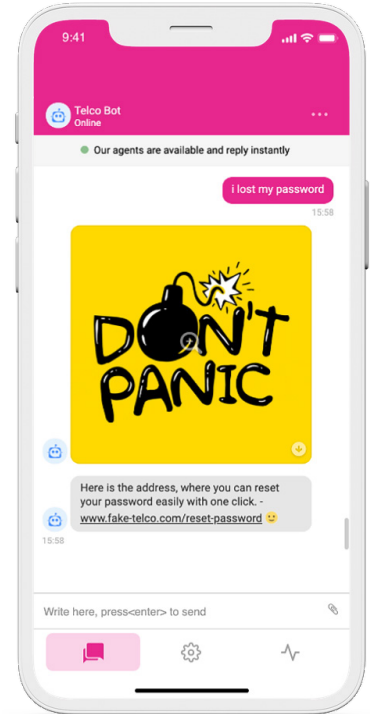 9:41
Telco Bot
Online
Our agents are available and reply instantly
i lost my password
15:58
DON'T
PANIC
Here is the address, where you can reset
your password easily with one click. -
www.fake-telco.com/reset-password
15:58
Write here, press<enter> to send